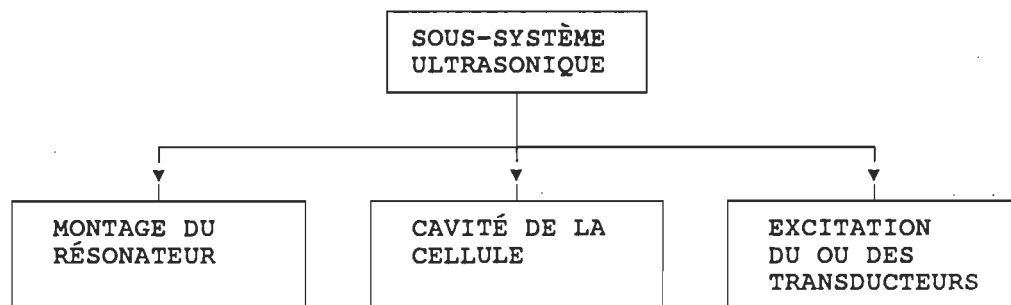 SOUS-SYSTÈME
ULTRASONIQUE
MONTAGE DU
RÉSONATEUR
CAVITÉ DE LA
CELLULE
EXCITATION
DU OU DES
TRANSDUCTEURS